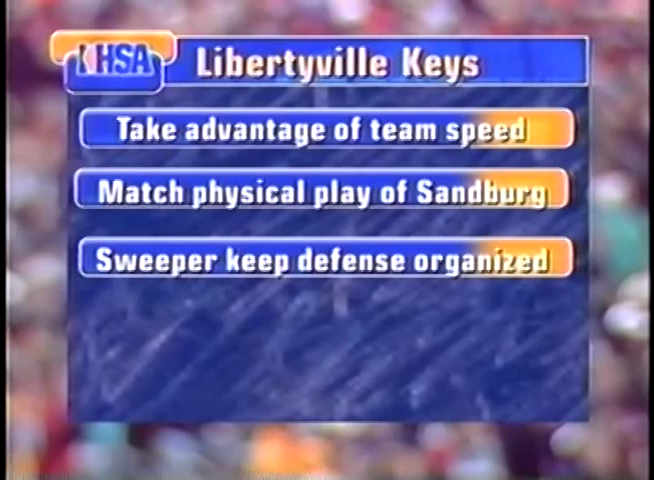 IHSA
Libertyville Keys
Take advantage of team speed
Match physical play of Sandburg
Sweeper keep defense organized